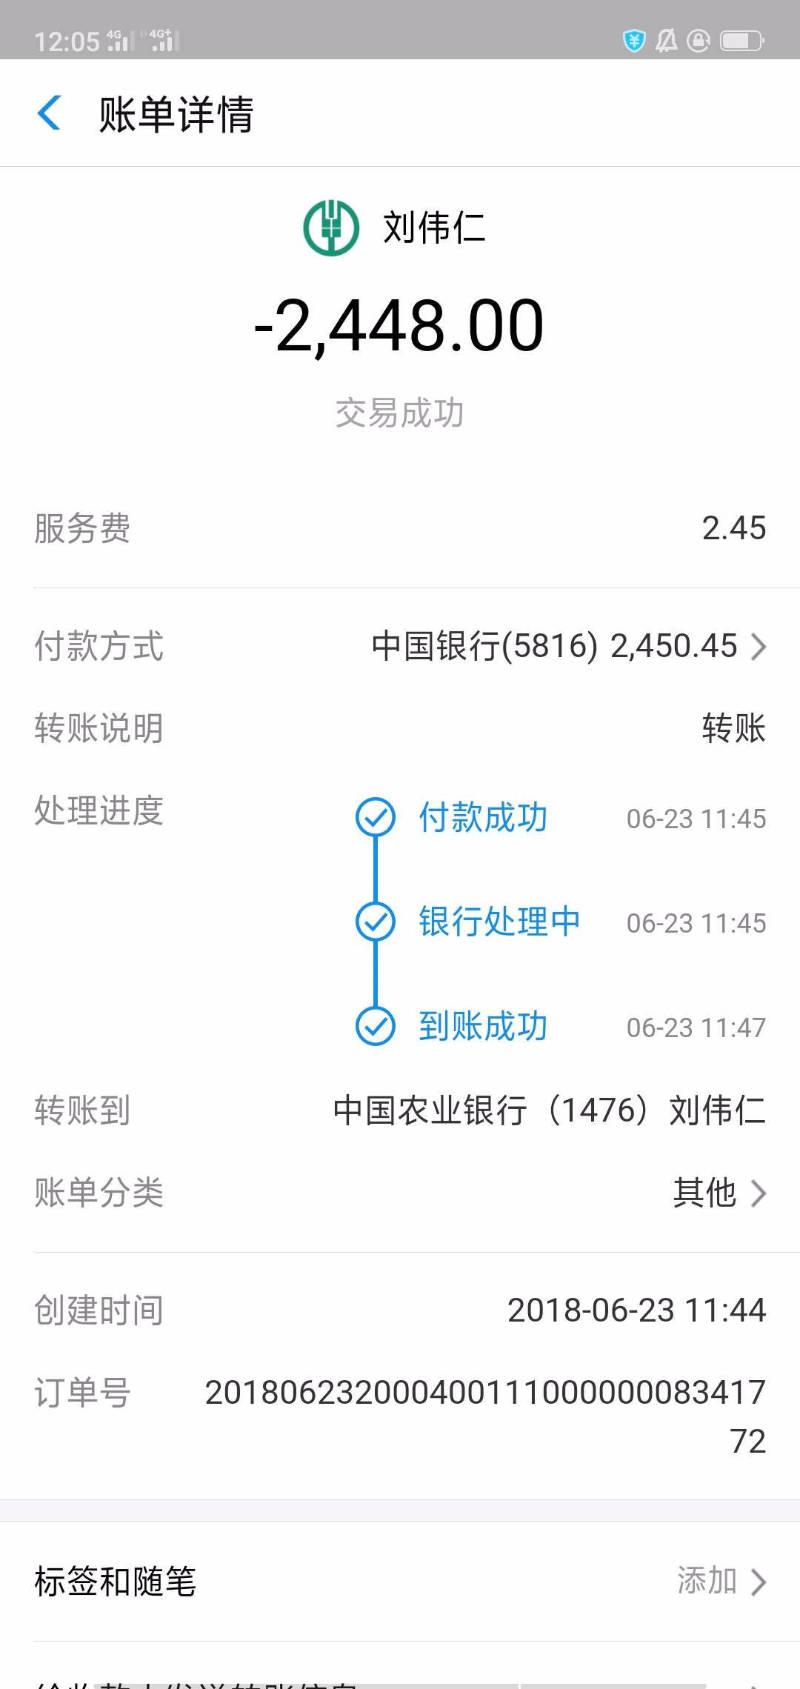 12:05 4G 4G+
账单详情
刘伟仁
-2,448.00
交易成功
服务费 2.45
付款方式 中国银行(5816) 2,450.45
转账说明 转账
处理进度 付款成功 06-23 11:45
银行处理中 06-23 11:45
到账成功 06-23 11:47
转账到 中国农业银行（1476）刘伟仁
账单分类 其他
创建时间 2018-06-23 11:44
订单号 201806232000400111000000083417
72
标签和随笔 添加